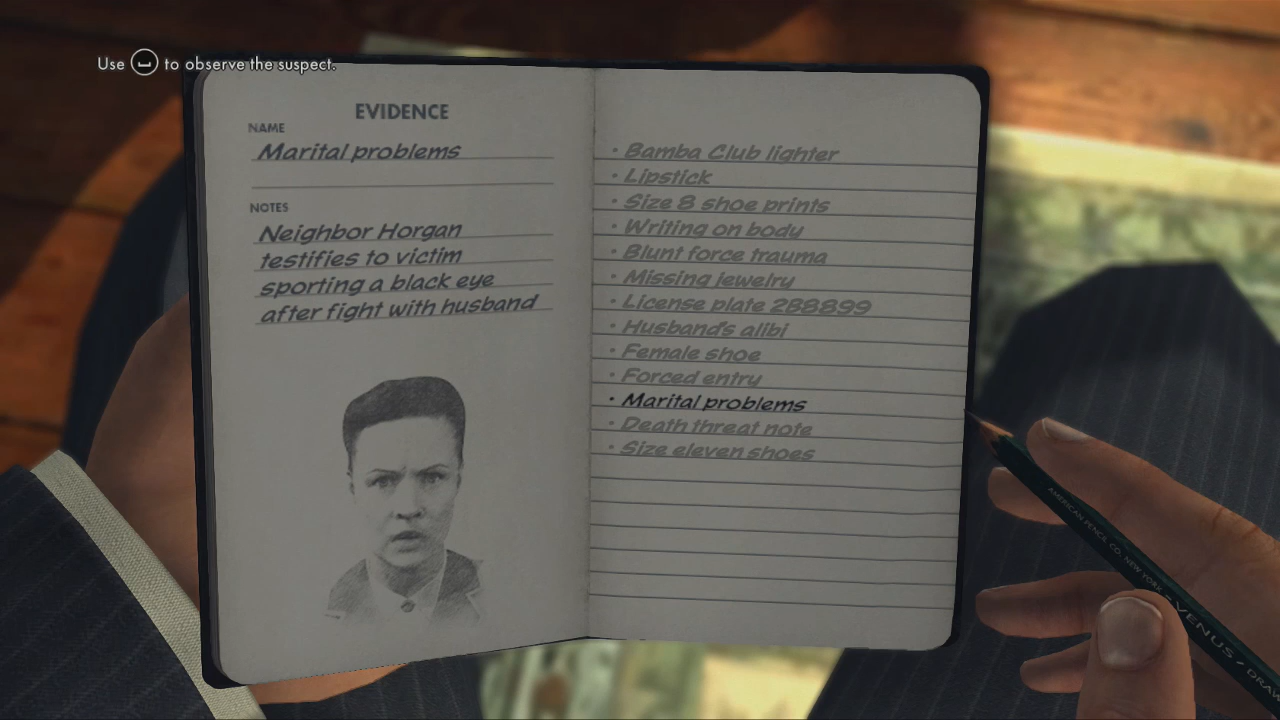 Use to observe the suspect.
EVIDENCE
NAME
Marital problems
NOTES
Neighbor Horgan
testifies to victim
sporting a black eye
after fight with husband
• Bamba Club lighter
• Lipstick
• Size 8 shoe prints
• Writing on body
• Blunt force trauma
• Missing jewelry
• License plate 2B8899
• Husband's alibi
• Female shoe
• Forced entry
• Marital problems
• Death threat note
• Size eleven shoes
AMERICAN PENCIL CO. NEW YORK
VENUS